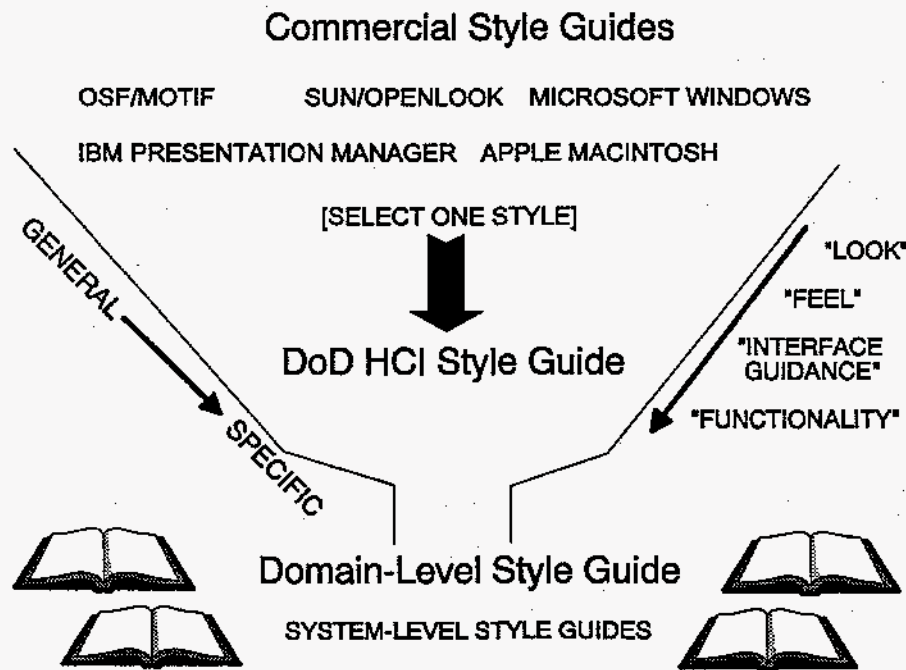 Commercial Style Guides
OSF/MOTIF SUN/OPENLOOK MICROSOFT WINDOWS
IBM PRESENTATION MANAGER APPLE MACINTOSH
[SELECT ONE STYLE]
GENERAL
SPECIFIC
"LOOK"
"FEEL"
"INTERFACE
GUIDANCE"
"FUNCTIONALITY"
DoD HCI Style Guide
Domain-Level Style Guide
SYSTEM-LEVEL STYLE GUIDES